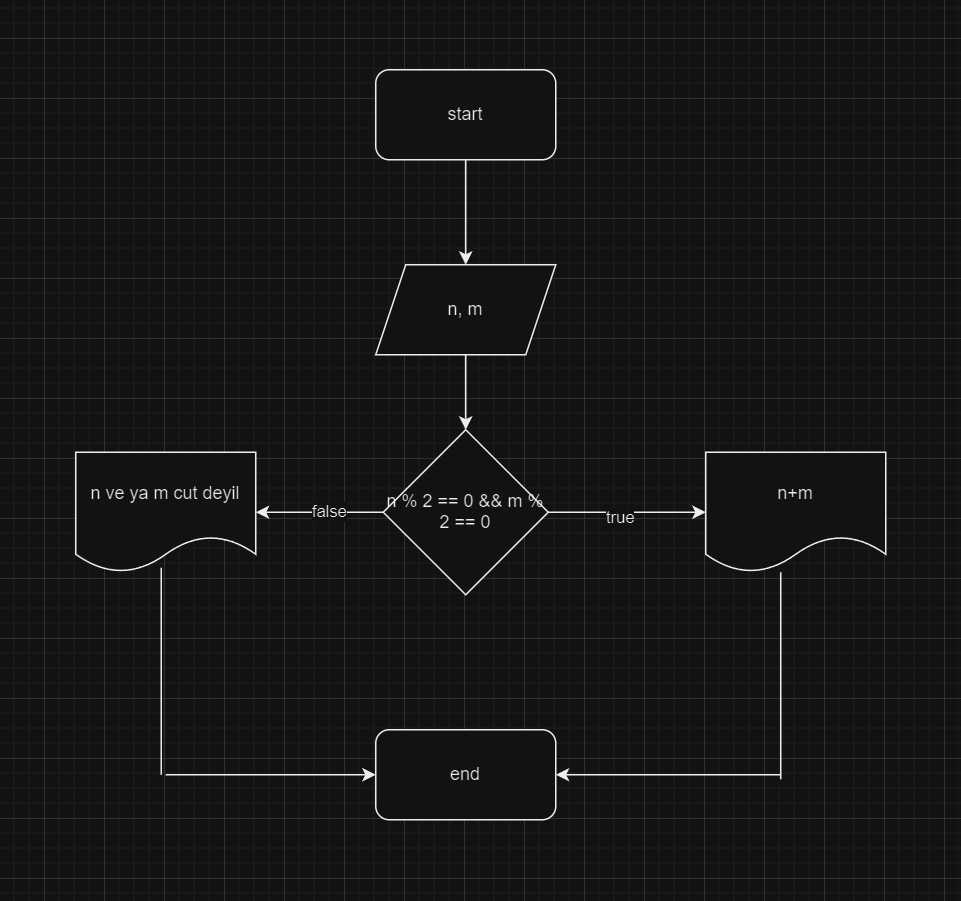 start
n, m
n ve ya m cut deyil
false
n % 2 == 0 && m %
2 == 0
true
n+m
end